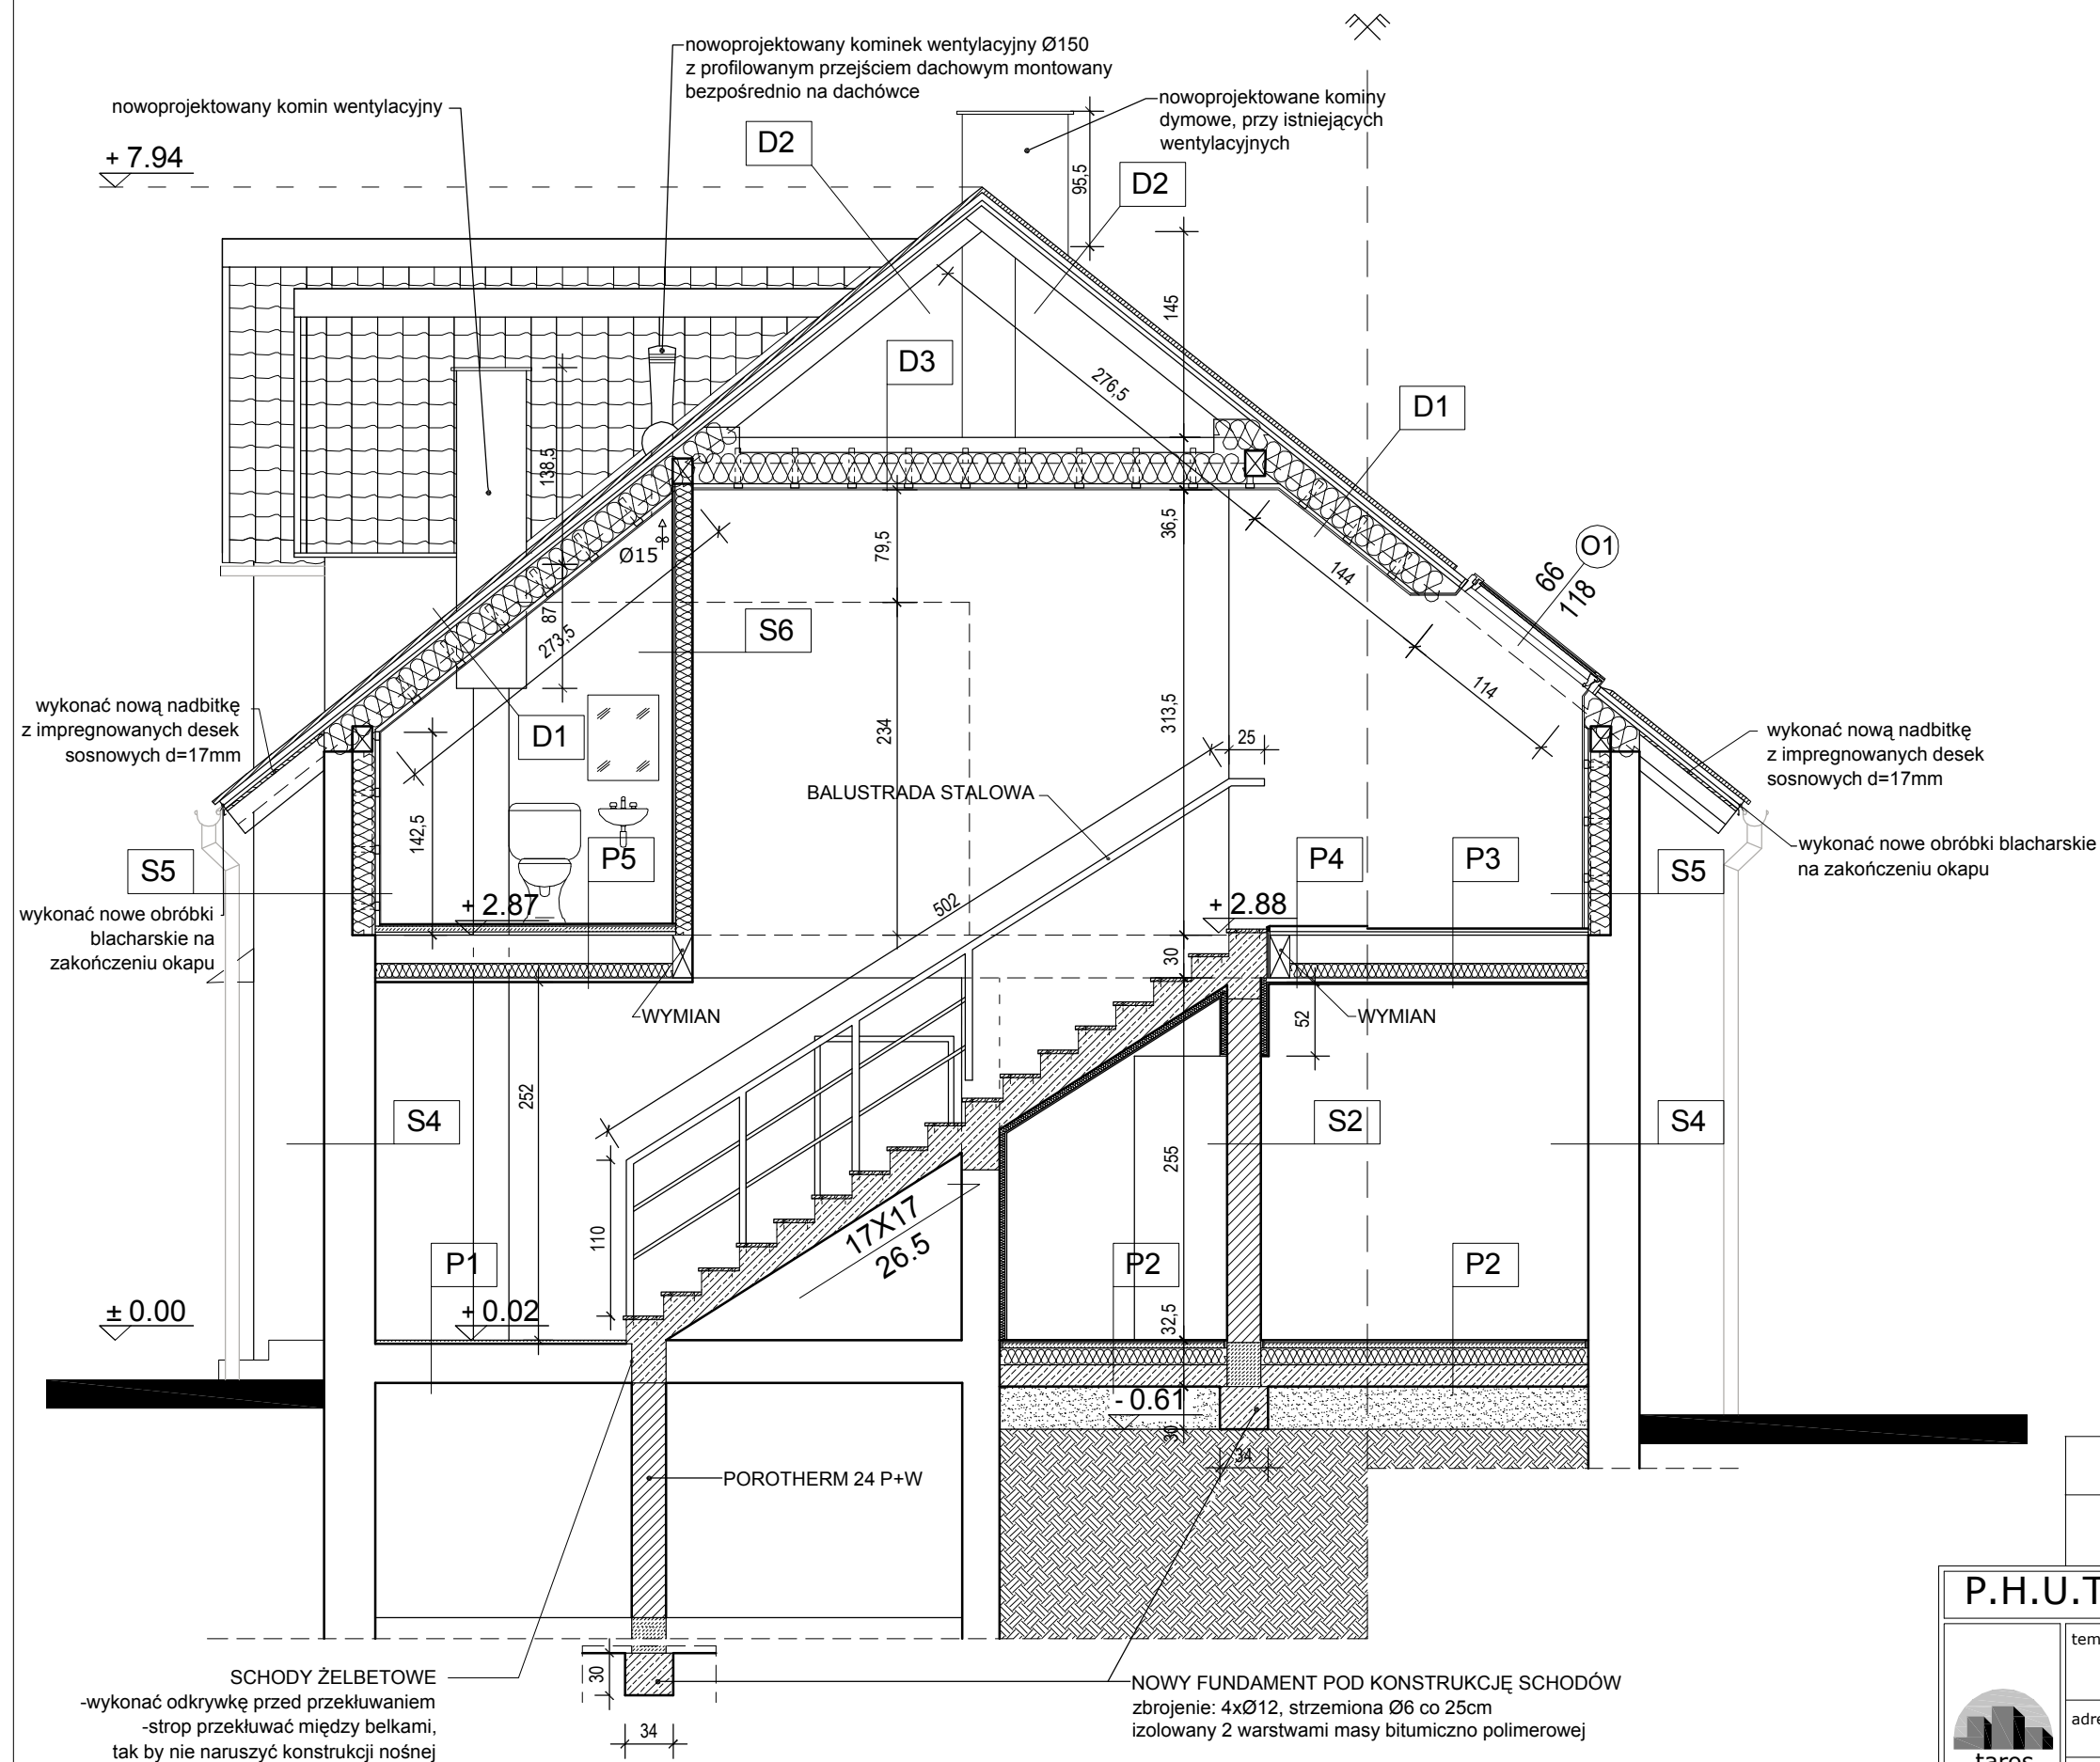 nowoprojektowany kominek wentylacyjny Ø150
z profilowanym przejściem dachowym montowany
bezpośrednio na dachówce
nowoprojektowany komin wentylacyjny
nowoprojektowane kominy
dymowe, przy istniejących
wentylacyjnych
+ 7.94
D2
D2
95,5
145
D3
276,5
D1
138,5
36,5
79,5
Ø15
O1
66
118
144
87
273,5
S6
114
wykonać nową nadbitkę
z impregnowanych desek
sosnowych d=17mm
D1
234
313,5
25
wykonać nową nadbitkę
z impregnowanych desek
sosnowych d=17mm
BALUSTRADA STALOWA
142,5
S5
P5
P4
P3
S5
wykonać nowe obróbki blacharskie
na zakończeniu okapu
wykonać nowe obróbki
blacharskie na
zakończeniu okapu
+ 2.87
502
+ 2.88
30
WYMIAN
52
WYMIAN
252
S4
S2
S4
255
110
17X17
26.5
P1
P2
P2
± 0.00
+ 0.02
32,5
- 0.61
30
34
POROTHERM 24 P+W
P.H.U.T
tem
adre
taros
SCHODY ŻELBETOWE
-wykonać odkrywkę przed przekłuwaniem
-strop przekłuwać między belkami,
tak by nie naruszyć konstrukcji nośnej
30
34
NOWY FUNDAMENT POD KONSTRUKCJĘ SCHODÓW
zbrojenie: 4xØ12, strzemiona Ø6 co 25cm
izolowany 2 warstwami masy bitumiczno polimerowej